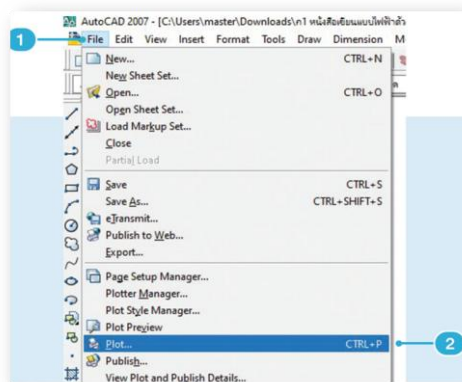 AutoCAD 2007 - [C:\Users\master\Downloads\n1 หนังสือเขียนแบบไฟฟ้าด้ว
1
File Edit View Insert Format Tools Draw Dimension M
New... CTRL+N
New Sheet Set...
Open... CTRL+O
Open Sheet Set...
Load Markup Set...
Close
Partial Load
Save CTRL+S
Save As... CTRL+SHIFT+S
eTransmit...
Publish to Web...
Export...
Page Setup Manager...
Plotter Manager...
Plot Style Manager...
Plot Preview
Plot... CTRL+P
2
Publish...
View Plot and Publish Details...